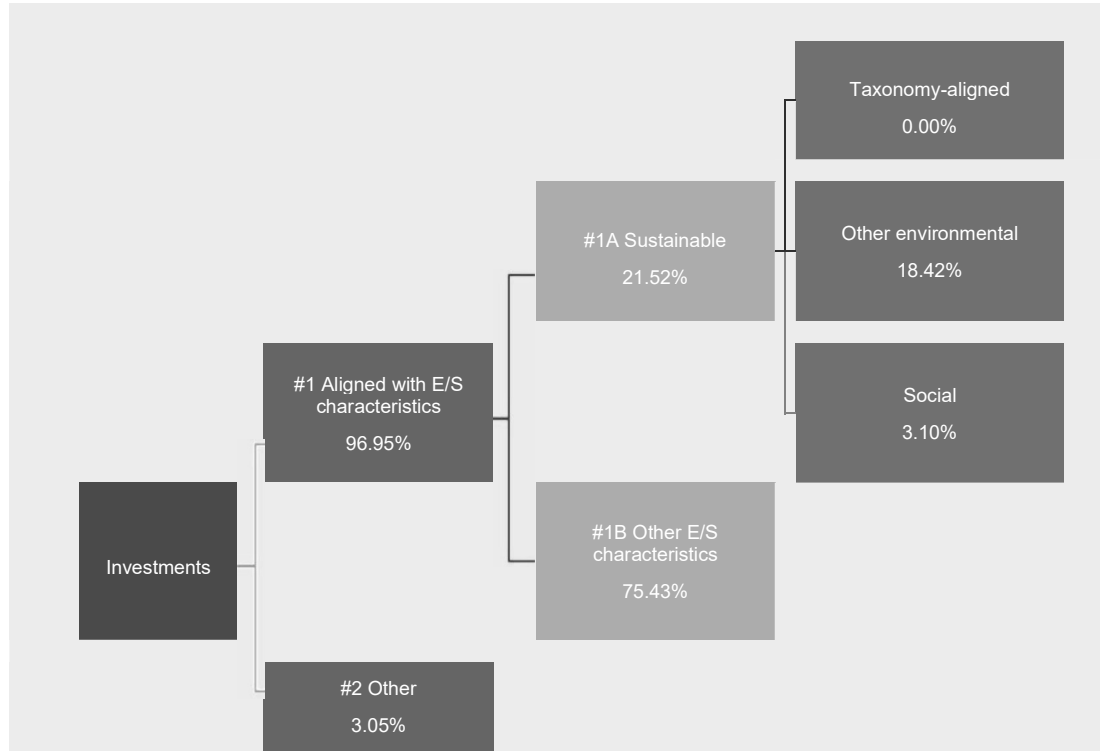 Taxonomy-aligned
0.00%
#1A Sustainable
21.52%
Other environmental
18.42%
#1 Aligned with E/S
characteristics
96.95%
Social
3.10%
Investments
#1B Other E/S
characteristics
75.43%
#2 Other
3.05%